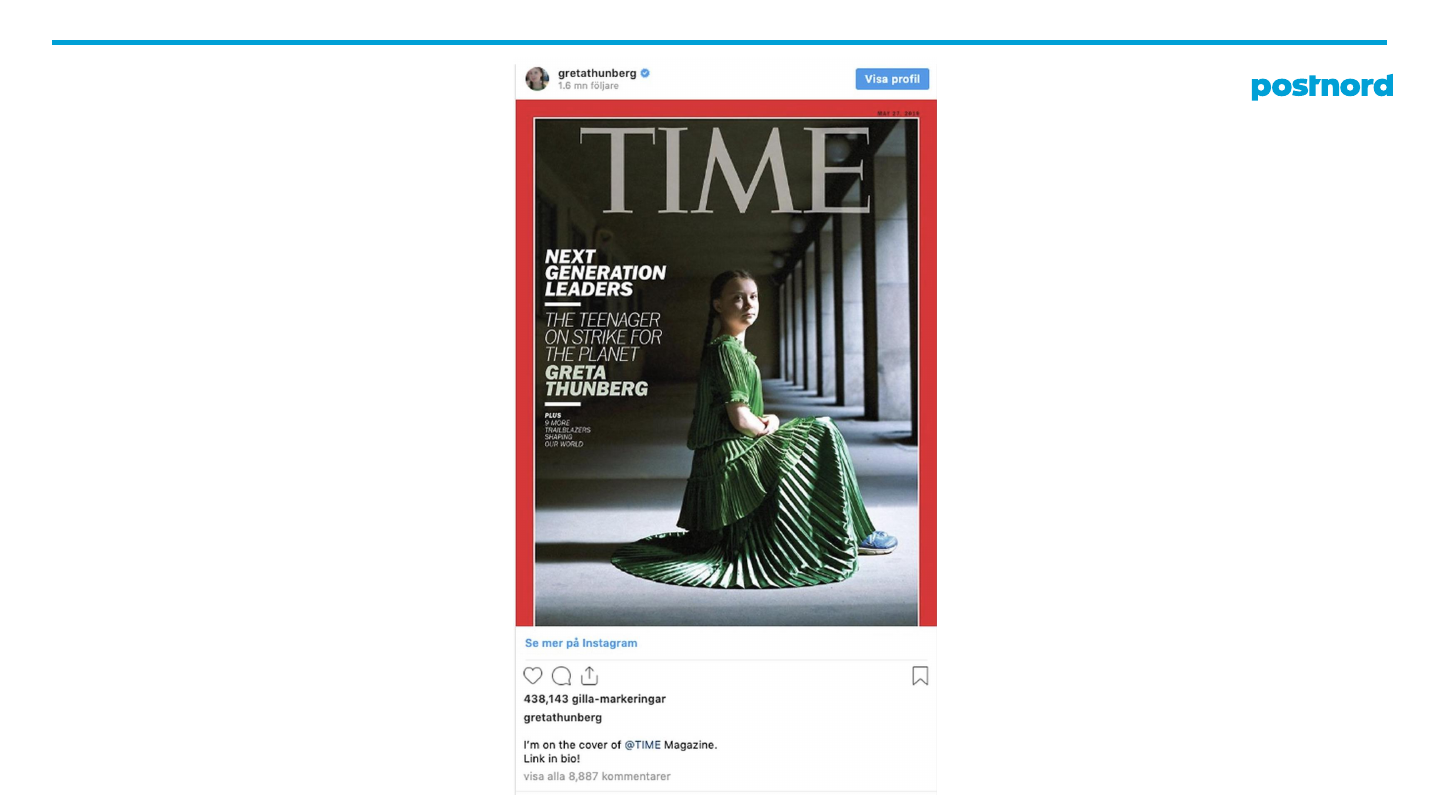 postnord
gretathunberg
1.6 mn följare
Visa profil
MAY 27, 2019
TIME
NEXT
GENERATION
LEADERS
THE TEENAGER
ON STRIKE FOR
THE PLANET
GRETA
THUNBERG
PLUS
9 MORE
TRAILBLAZERS
SHAPING
OUR WORLD
Se mer på Instagram
438,143 gilla-markeringar
gretathunberg
I'm on the cover of @TIME Magazine.
Link in bio!
visa alla 8,887 kommentarer